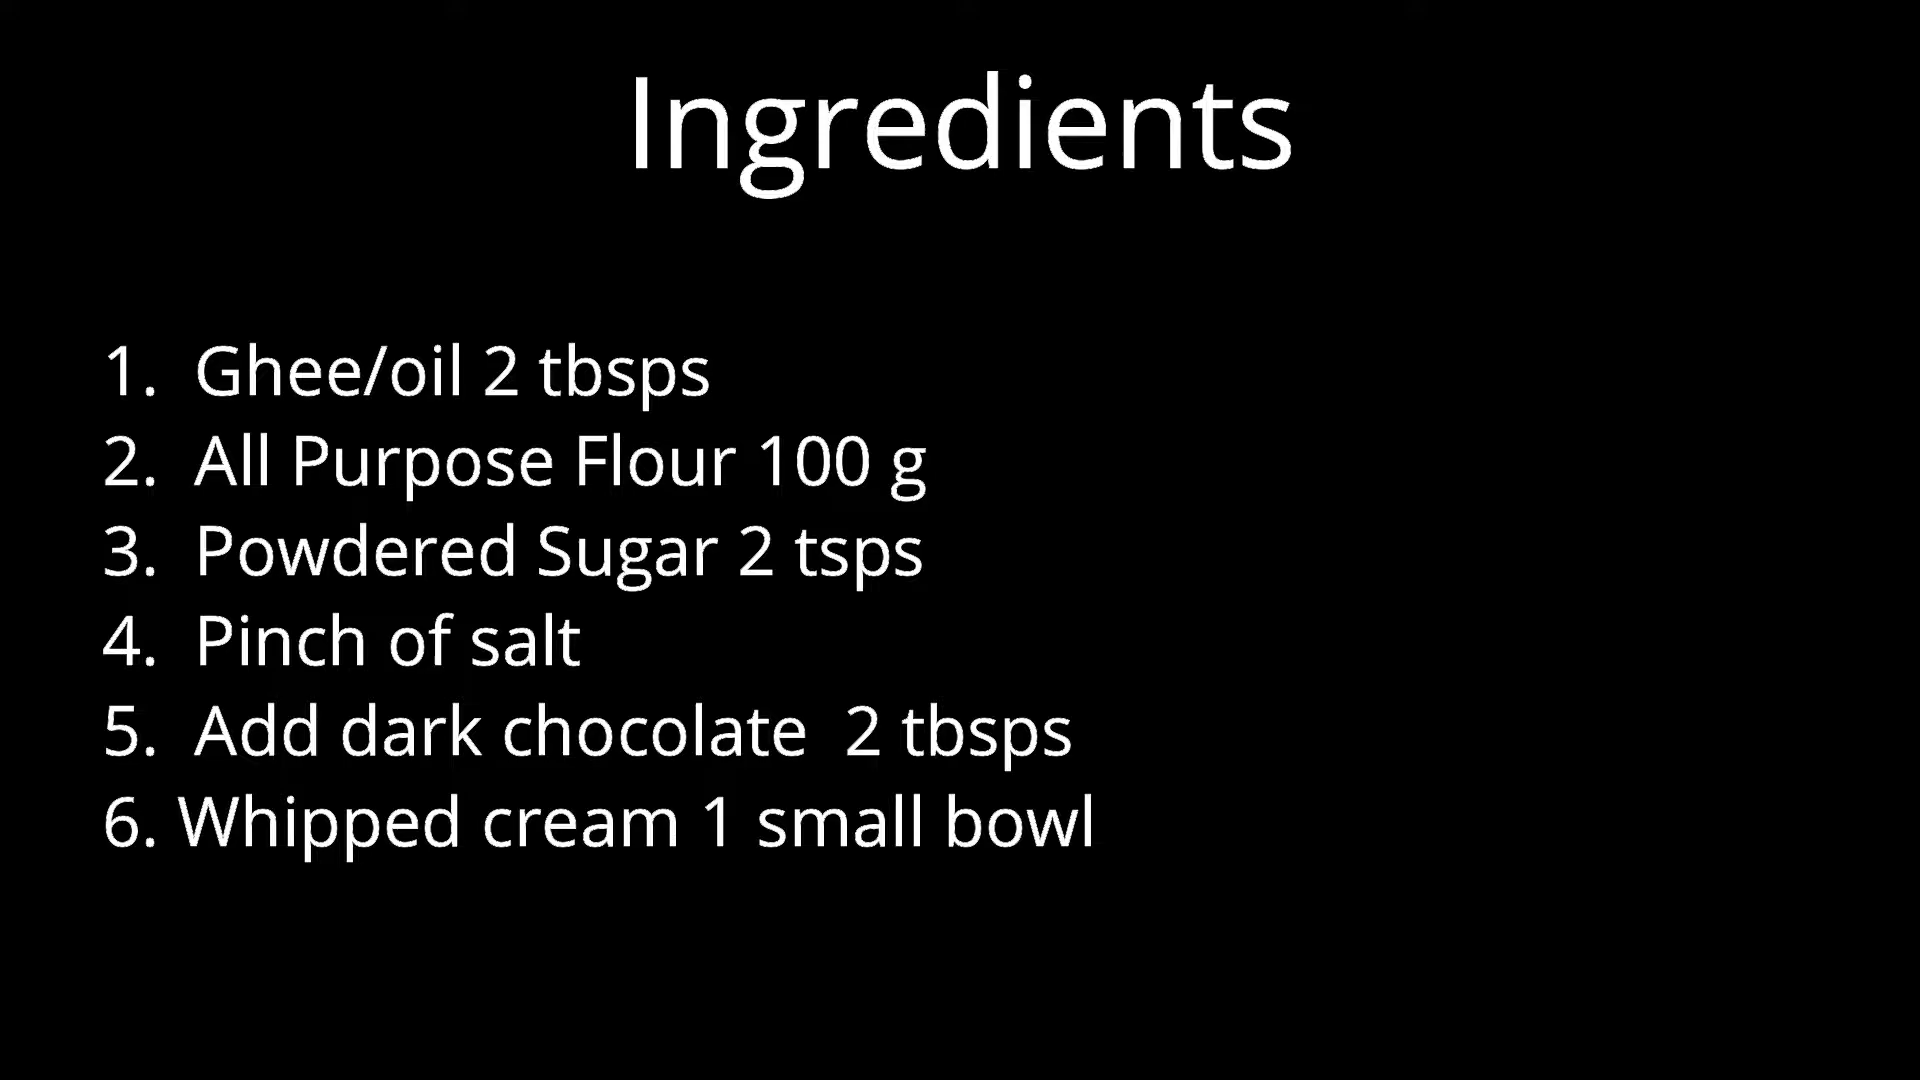 Ingredients
1. Ghee/oil 2 tbsps
2. All Purpose Flour 100 g
3. Powdered Sugar 2 tsps
4. Pinch of salt
5. Add dark chocolate 2 tbsps
6. Whipped cream 1 small bowl